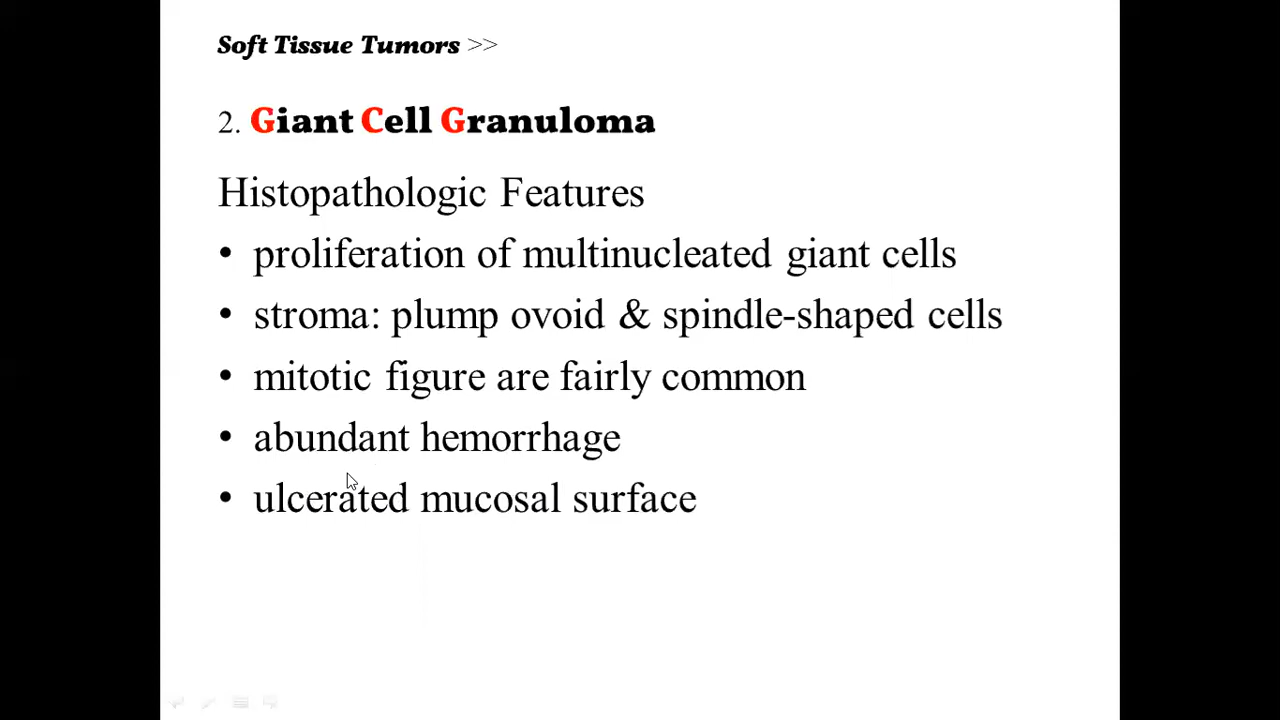 Soft Tissue Tumors >>
2. Giant Cell Granuloma
Histopathologic Features
• proliferation of multinucleated giant cells
• stroma: plump ovoid & spindle-shaped cells
• mitotic figure are fairly common
• abundant hemorrhage
• ulcerated mucosal surface